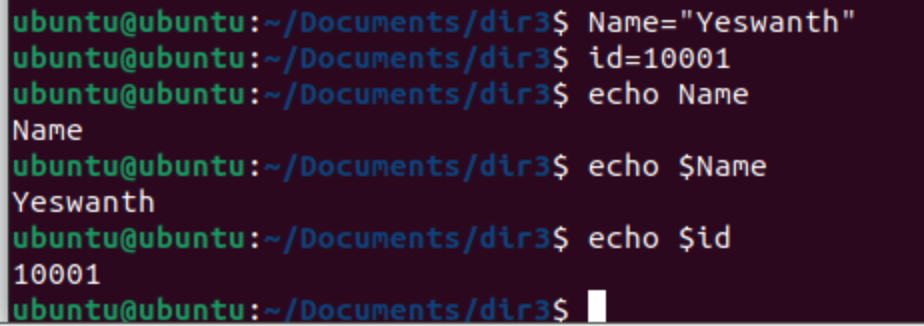 ubuntu@ubuntu:~/Documents/dir3$ Name="Yeswanth"
ubuntu@ubuntu:~/Documents/dir3$ id=10001
ubuntu@ubuntu:~/Documents/dir3$ echo Name
Name
ubuntu@ubuntu:~/Documents/dir3$ echo $Name
Yeswanth
ubuntu@ubuntu:~/Documents/dir3$ echo $id
10001
ubuntu@ubuntu:~/Documents/dir3$